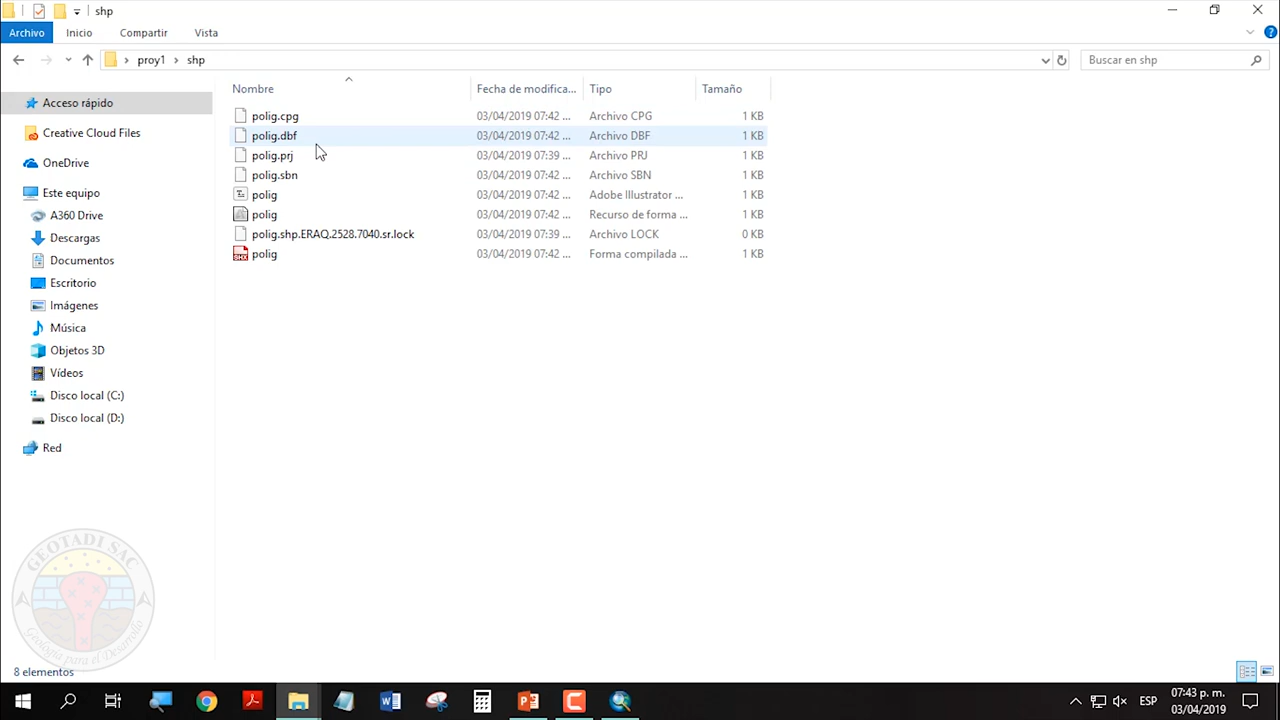 shp
Archivo Inicio Compartir Vista
proy1 shp Buscar en shp
Nombre Fecha de modifica... Tipo Tamaño
polig.cpg 03/04/2019 07:42 ... Archivo CPG 1 KB
polig.dbf 03/04/2019 07:42 ... Archivo DBF 1 KB
polig.prj 03/04/2019 07:39 ... Archivo PRJ 1 KB
polig.sbn 03/04/2019 07:42 ... Archivo SBN 1 KB
polig 03/04/2019 07:42 ... Adobe Illustrator ... 1 KB
polig 03/04/2019 07:42 ... Recurso de forma ... 1 KB
polig.shp.ERAQ.2528.7040.sr.lock 03/04/2019 07:39 ... Archivo LOCK 0 KB
polig 03/04/2019 07:42 ... Forma compilada ... 1 KB
Acceso rápido
Creative Cloud Files
OneDrive
Este equipo
A360 Drive
Descargas
Documentos
Escritorio
Imágenes
Música
Objetos 3D
Vídeos
Disco local (C:)
Disco local (D:)
Red
GEOTADI SAC
Geología para el Desarrollo
8 elementos
ESP
07:43 p. m.
03/04/2019